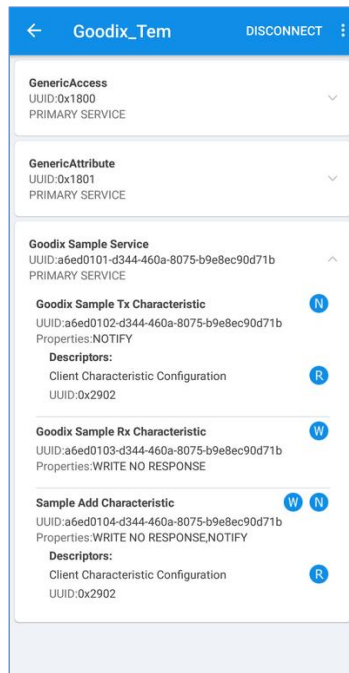 Goodix_Tem DISCONNECT
GenericAccess
UUID:0x1800
PRIMARY SERVICE
GenericAttribute
UUID:0x1801
PRIMARY SERVICE
Goodix Sample Service
UUID:a6ed0101-d344-460a-8075-b9e8ec90d71b
PRIMARY SERVICE
Goodix Sample Tx Characteristic N
UUID:a6ed0102-d344-460a-8075-b9e8ec90d71b
Properties:NOTIFY
Descriptors:
Client Characteristic Configuration R
UUID:0x2902
Goodix Sample Rx Characteristic W
UUID:a6ed0103-d344-460a-8075-b9e8ec90d71b
Properties:WRITE NO RESPONSE
Sample Add Characteristic W N
UUID:a6ed0104-d344-460a-8075-b9e8ec90d71b
Properties:WRITE NO RESPONSE,NOTIFY
Descriptors:
Client Characteristic Configuration R
UUID:0x2902